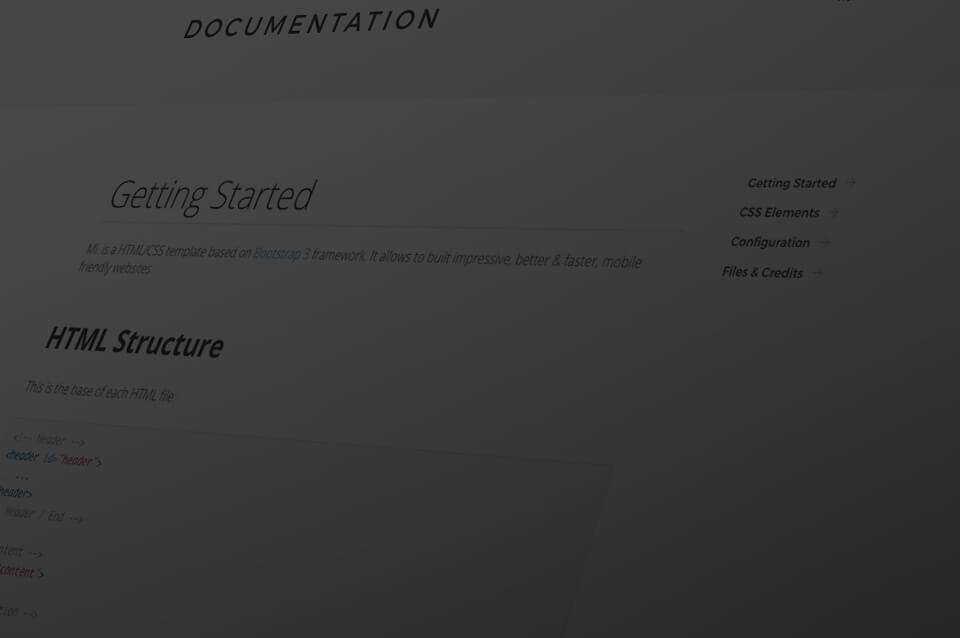 DOCUMENTATION
Getting Started
Mi. is a HTML/CSS template based on Bootstrap 3 framework. It allows to built impressive, better & faster, mobile
friendly websites.
Getting Started →
CSS Elements →
Configuration →
Files & Credits →
HTML Structure
This is the base of each HTML file:
<!-- Header -->
<header id="header">
...
header>
Header / End -->
ntent -->
content">
tion -->